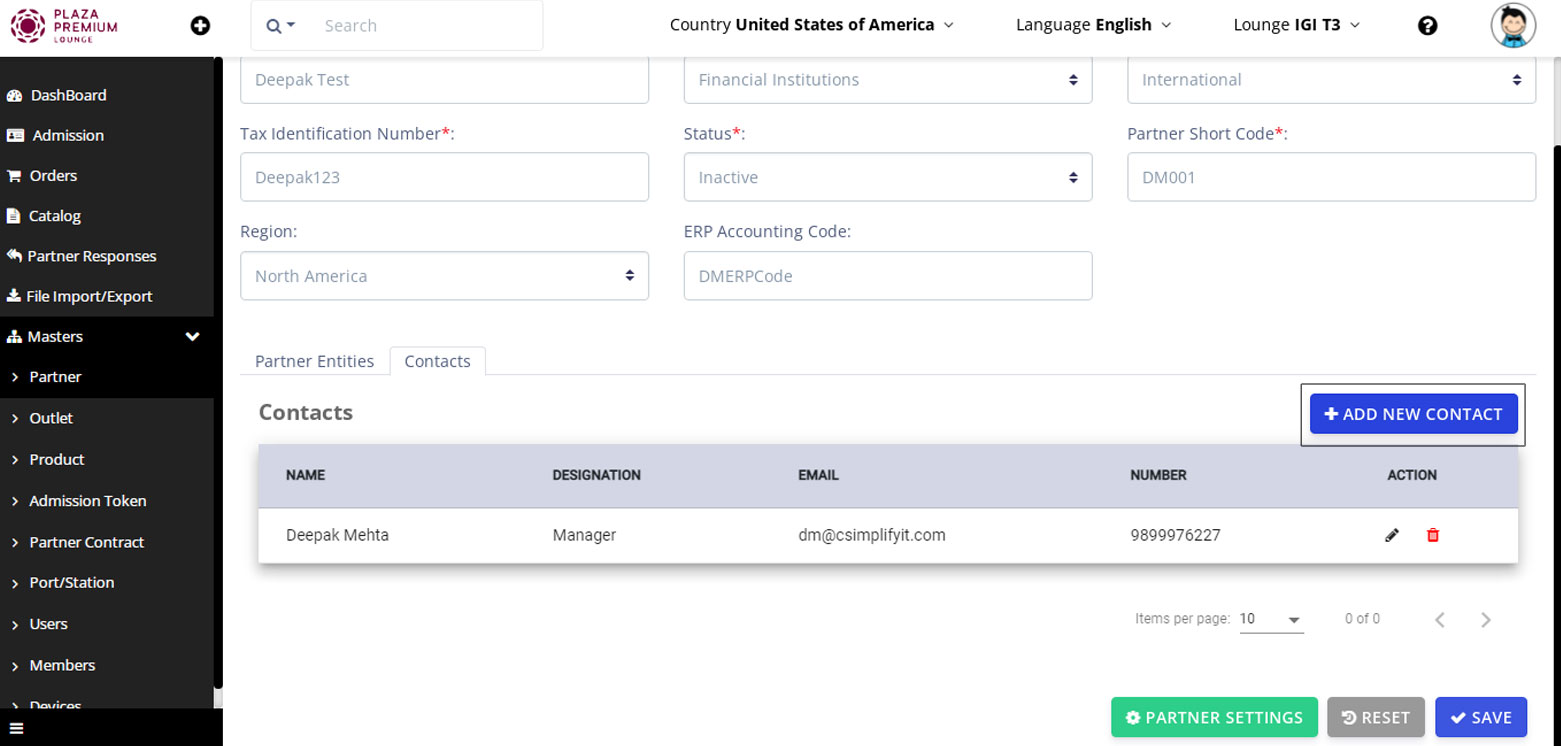 PLAZA
PREMIUM
LOUNGE
Search
Country United States of America
Language English
Lounge IGI T3
DashBoard
Admission
Orders
Catalog
Partner Responses
File Import/Export
Masters
Partner
Outlet
Product
Admission Token
Partner Contract
Port/Station
Users
Members
Devices
Deepak Test
Financial Institutions
International
Tax Identification Number*:
Status*:
Partner Short Code*:
Deepak123
Inactive
DM001
Region:
ERP Accounting Code:
North America
DMERPCode
Partner Entities
Contacts
Contacts
ADD NEW CONTACT
NAME DESIGNATION EMAIL NUMBER ACTION
Deepak Mehta Manager dm@csimplifyit.com 9899976227
Items per page: 10 0 of 0
PARTNER SETTINGS
RESET
SAVE